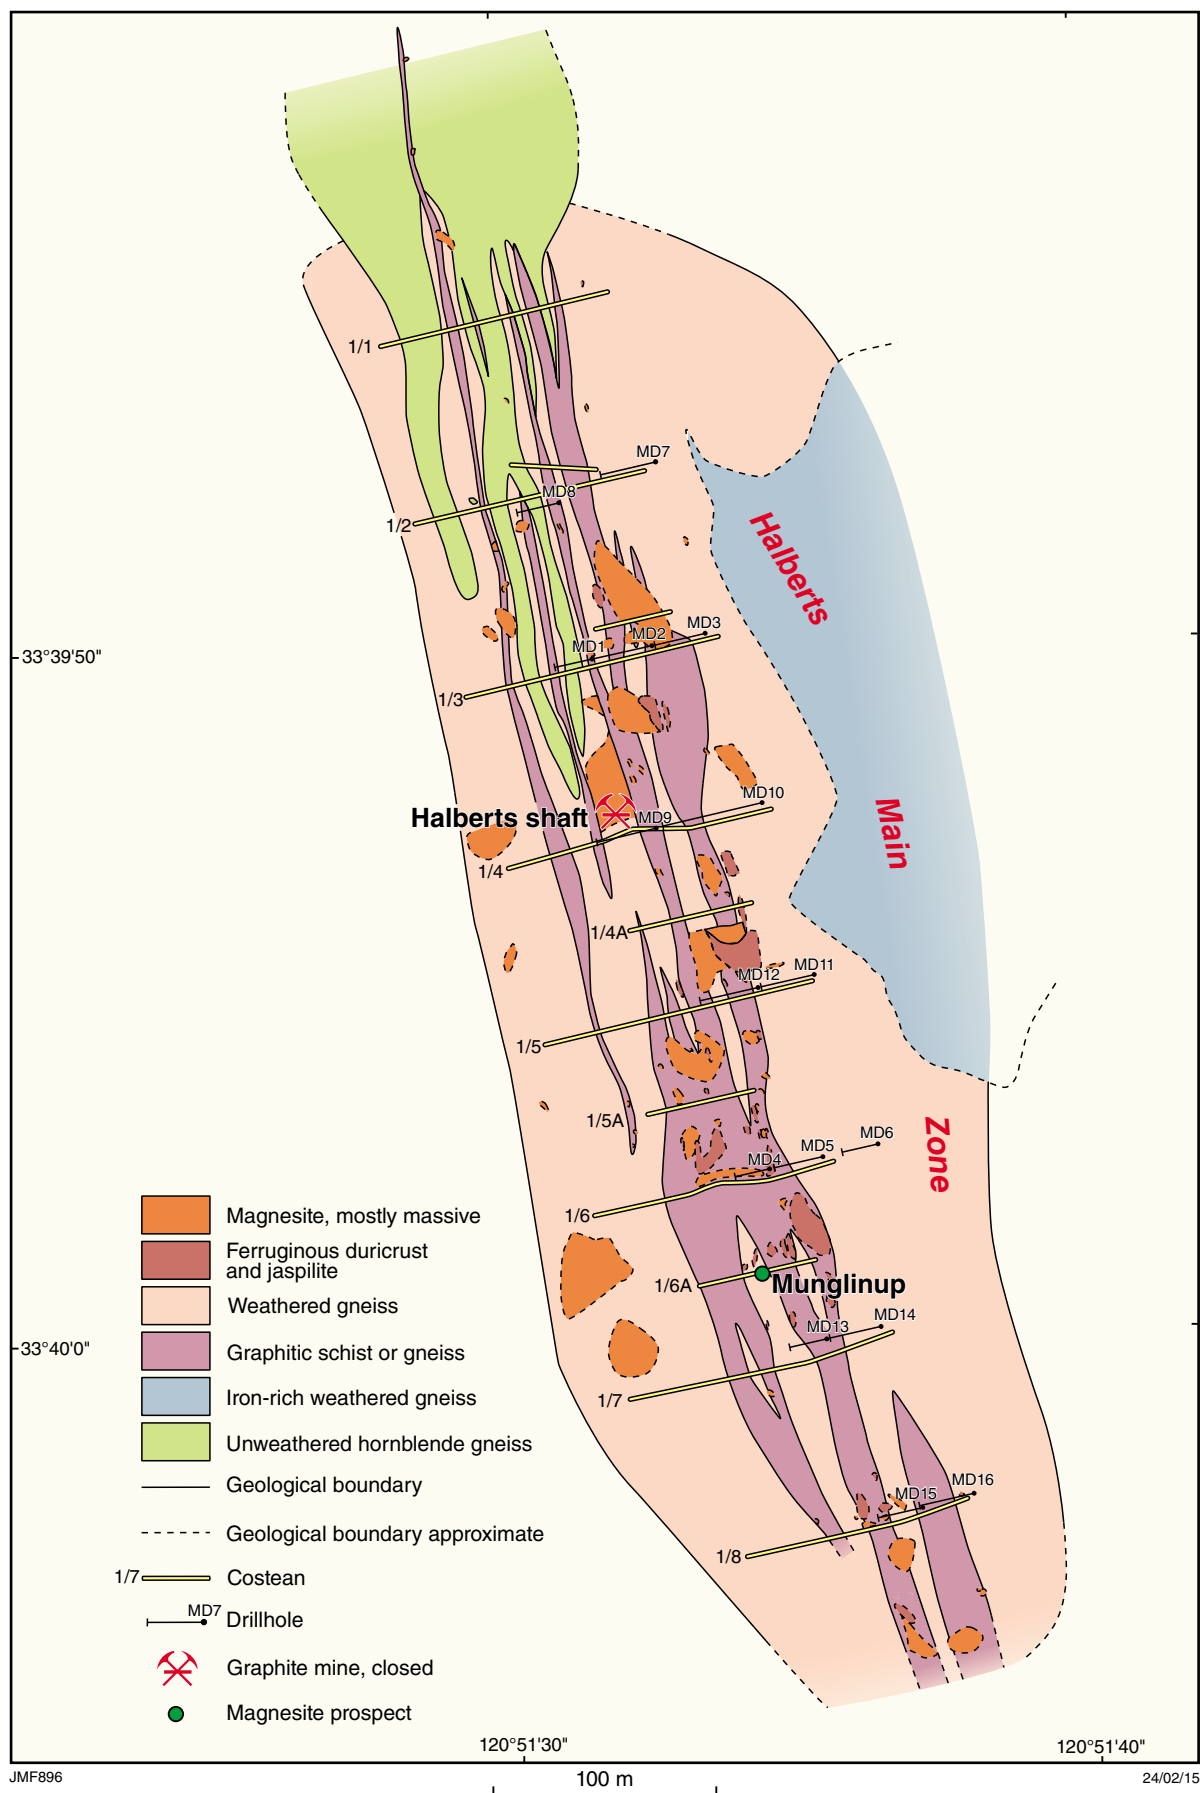 1/1
MD7
MD8
1/2
Halberts
MD3
MD2
MD1
33°39'50"
1/3
MD10
Halberts shaft
MD9
Main
1/4
1/4A
MD11
MD12
1/5
1/5A
MD6
MD5
MD4
Zone
1/6
Magnesite, mostly massive
Ferruginous duricrust
and jaspilite
1/6A
Munglinup
Weathered gneiss
MD14
MD13
33°40'0"
Graphitic schist or gneiss
Iron-rich weathered gneiss
1/7
Unweathered hornblende gneiss
Geological boundary
MD16
MD15
Geological boundary approximate
1/8
1/7
Costean
MD7
Drillhole
Graphite mine, closed
Magnesite prospect
120°51'30"
120°51'40"
JMF896
100 m
24/02/15